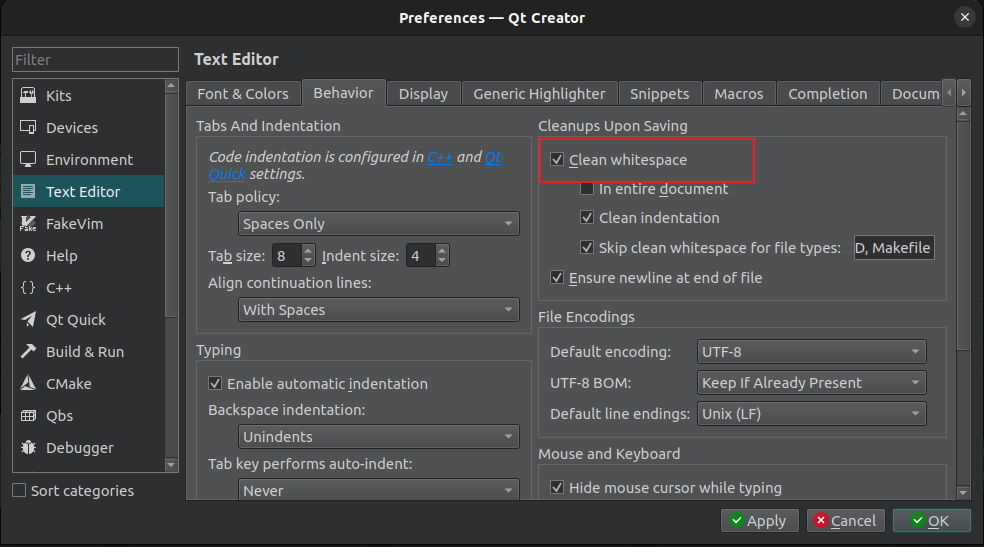 Preferences — Qt Creator
Filter
Kits
Devices
Environment
Text Editor
FakeVim
Help
C++
Qt Quick
Build & Run
CMake
Qbs
Debugger
Sort categories
Text Editor
Font & Colors
Behavior
Display
Generic Highlighter
Snippets
Macros
Completion
Docum
Tabs And Indentation
Code indentation is configured in C++ and Qt
Quick settings.
Tab policy:
Spaces Only
Tab size: 8 Indent size: 4
Align continuation lines:
With Spaces
Typing
Enable automatic indentation
Backspace indentation:
Unindents
Tab key performs auto-indent:
Never
Cleanups Upon Saving
Clean whitespace
In entire document
Clean indentation
Skip clean whitespace for file types: D, Makefile
Ensure newline at end of file
File Encodings
Default encoding: UTF-8
UTF-8 BOM: Keep If Already Present
Default line endings: Unix (LF)
Mouse and Keyboard
Hide mouse cursor while typing
Apply
Cancel
OK